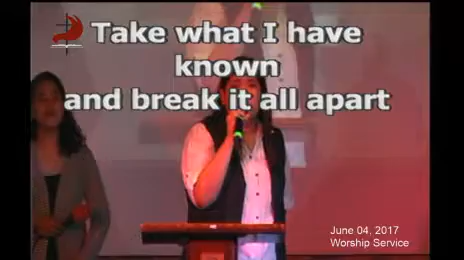 Take what I have
known
and break it all apart
June 04, 2017
Worship Service